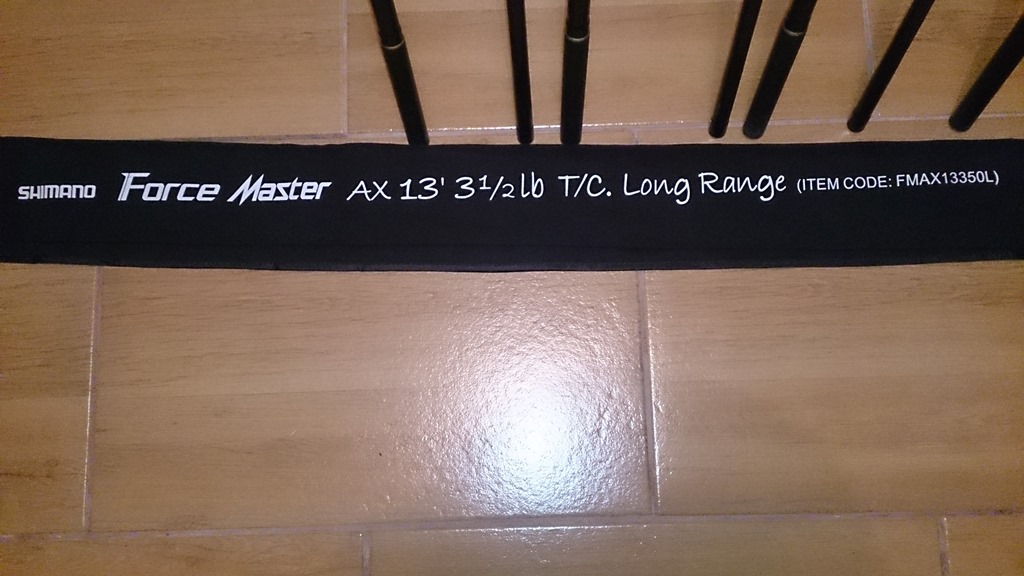 SHIMANO Force Master AX 13' 3½lb T/C. Long Range (ITEM CODE: FMAX13350L)